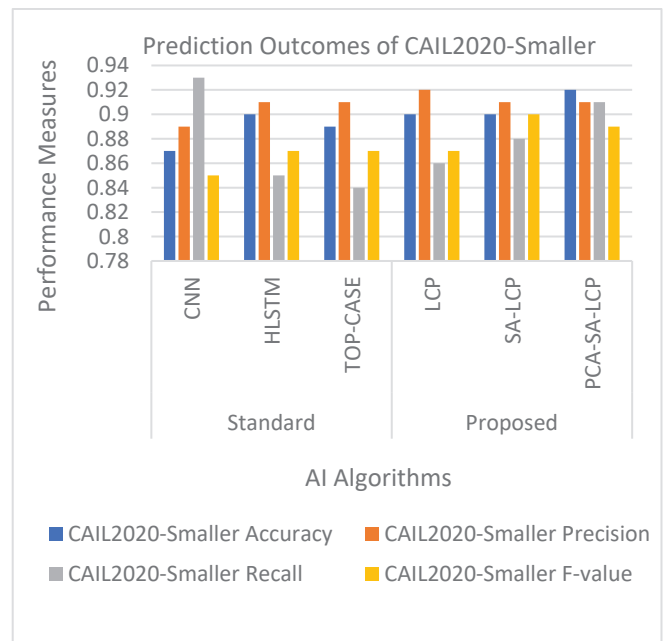 Prediction Outcomes of CAIL2020-Smaller
Performance Measures
0.94
0.92
0.9
0.88
0.86
0.84
0.82
0.8
0.78
CNN
HLSTM
TOP-CASE
LCP
SA-LCP
PCA-SA-LCP
Standard
Proposed
AI Algorithms
CAIL2020-Smaller Accuracy
CAIL2020-Smaller Precision
CAIL2020-Smaller Recall
CAIL2020-Smaller F-value